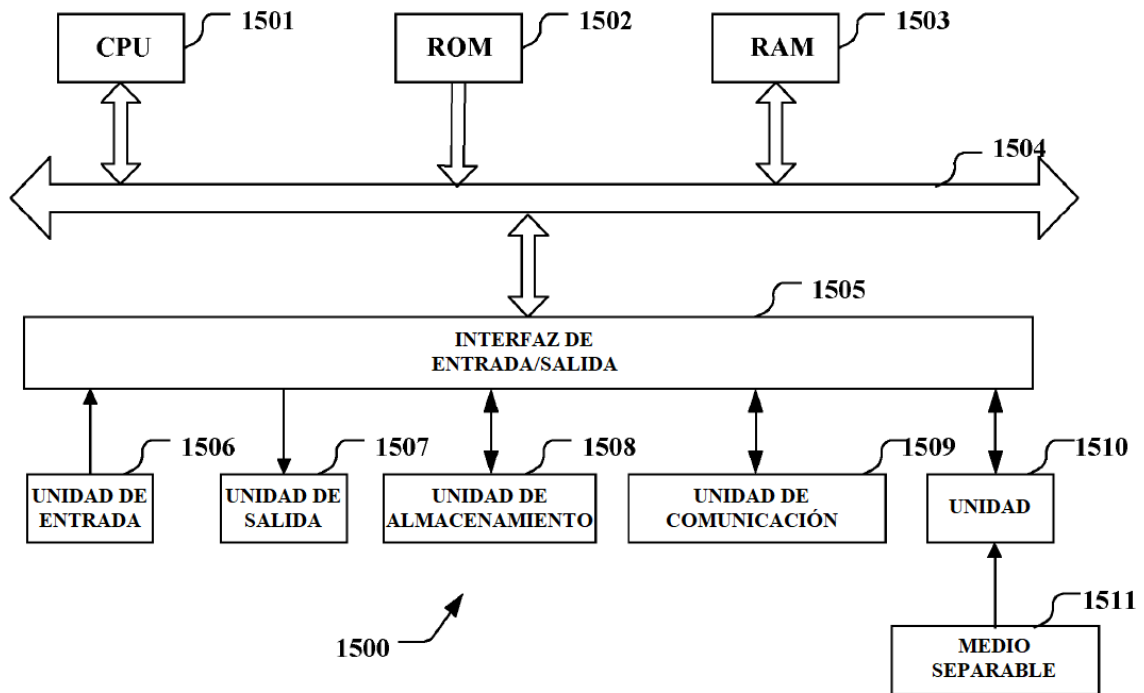 CPU
1501
ROM
1502
RAM
1503
1504
1505
INTERFAZ DE
ENTRADA/SALIDA
1506
1507
1508
1509
1510
UNIDAD DE
ENTRADA
UNIDAD DE
SALIDA
UNIDAD DE
ALMACENAMIENTO
UNIDAD DE
COMUNICACIÓN
UNIDAD
1511
1500
MEDIO
SEPARABLE